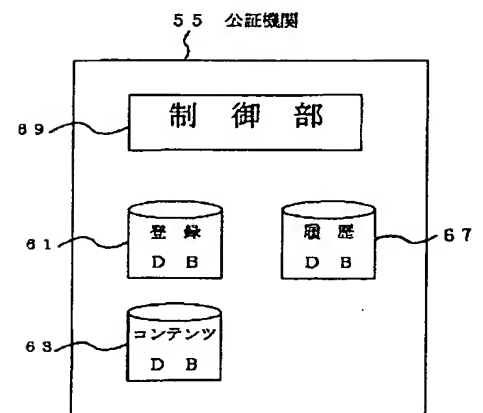 ５５ 公証機関
制 御 部
６９
登 録
Ｄ Ｂ
６１
履 歴
Ｄ Ｂ
６７
コンテンツ
Ｄ Ｂ
６３